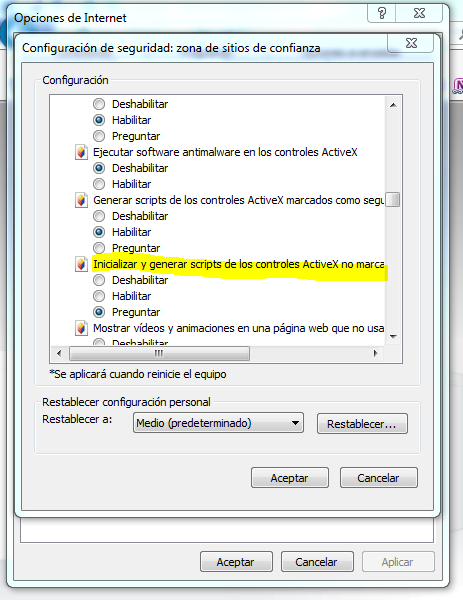 Opciones de Internet
Configuración de seguridad: zona de sitios de confianza
Configuración
Deshabilitar
Habilitar
Preguntar
Ejecutar software antimalware en los controles ActiveX
Deshabilitar
Habilitar
Generar scripts de los controles ActiveX marcados como segu
Deshabilitar
Habilitar
Preguntar
Inicializar y generar scripts de los controles ActiveX no marca
Deshabilitar
Habilitar
Preguntar
Mostrar vídeos y animaciones en una página web que no usa
Deshabilitar
*Se aplicará cuando reinicie el equipo
Restablecer configuración personal
Restablecer a:
Medio (predeterminado)
Restablecer...
Aceptar
Cancelar
Aceptar
Cancelar
Aplicar